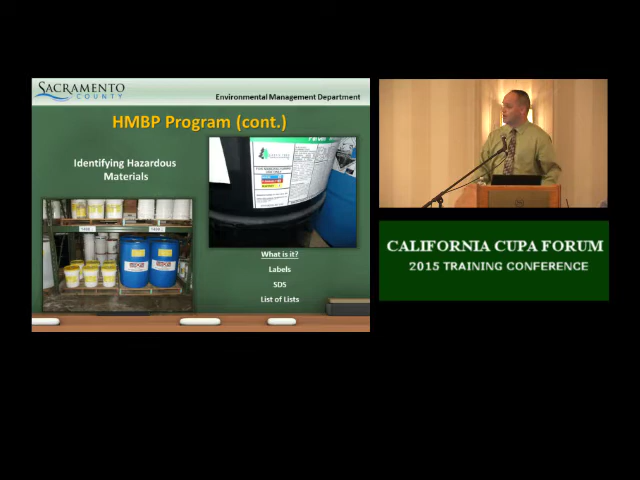 SACRAMENTO
COUNTY
Environmental Management Department
HMBP Program (cont.)
Identifying Hazardous
Materials
What is it?
Labels
SDS
List of Lists
CALIFORNIA CUPA FORUM
2015 TRAINING CONFERENCE